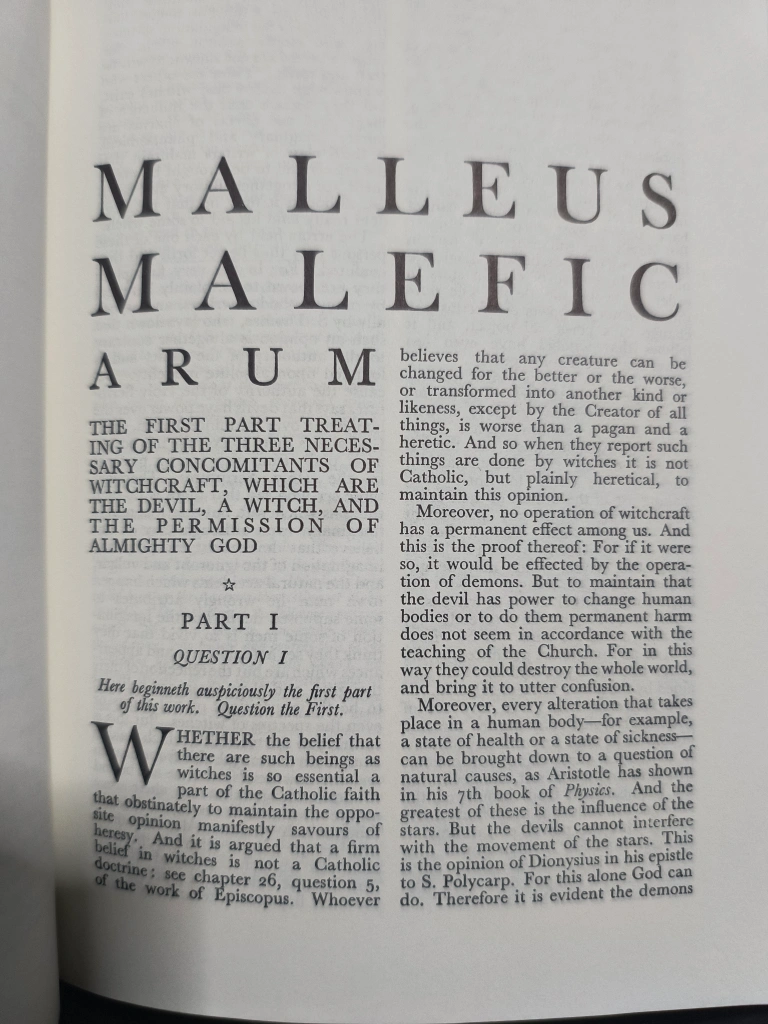 MALLEUS
MALEFIC
ARUM
THE FIRST PART TREAT-
ING OF THE THREE NECES-
SARY CONCOMITANTS OF
WITCHCRAFT, WHICH ARE
THE DEVIL, A WITCH, AND
THE PERMISSION OF
ALMIGHTY GOD
☆
PART I
QUESTION I
Here beginneth auspiciously the first part
of this work. Question the First.
WHETHER the belief that
there are such beings as
witches is so essential a
part of the Catholic faith
that obstinately to maintain the oppo-
site opinion manifestly savours of
heresy. And it is argued that a firm
belief in witches is not a Catholic
doctrine: see chapter 26, question 5,
of the work of Episcopus. Whoever
believes that any creature can be
changed for the better or the worse,
or transformed into another kind or
likeness, except by the Creator of all
things, is worse than a pagan and a
heretic. And so when they report such
things are done by witches it is not
Catholic, but plainly heretical, to
maintain this opinion.
Moreover, no operation of witchcraft
has a permanent effect among us. And
this is the proof thereof: For if it were
so, it would be effected by the opera-
tion of demons. But to maintain that
the devil has power to change human
bodies or to do them permanent harm
does not seem in accordance with the
teaching of the Church. For in this
way they could destroy the whole world,
and bring it to utter confusion.
Moreover, every alteration that takes
place in a human body—for example,
a state of health or a state of sickness—
can be brought down to a question of
natural causes, as Aristotle has shown
in his 7th book of Physics. And the
greatest of these is the influence of the
stars. But the devils cannot interfere
with the movement of the stars. This
is the opinion of Dionysius in his epistle
to S. Polycarp. For this alone God can
do. Therefore it is evident the demons